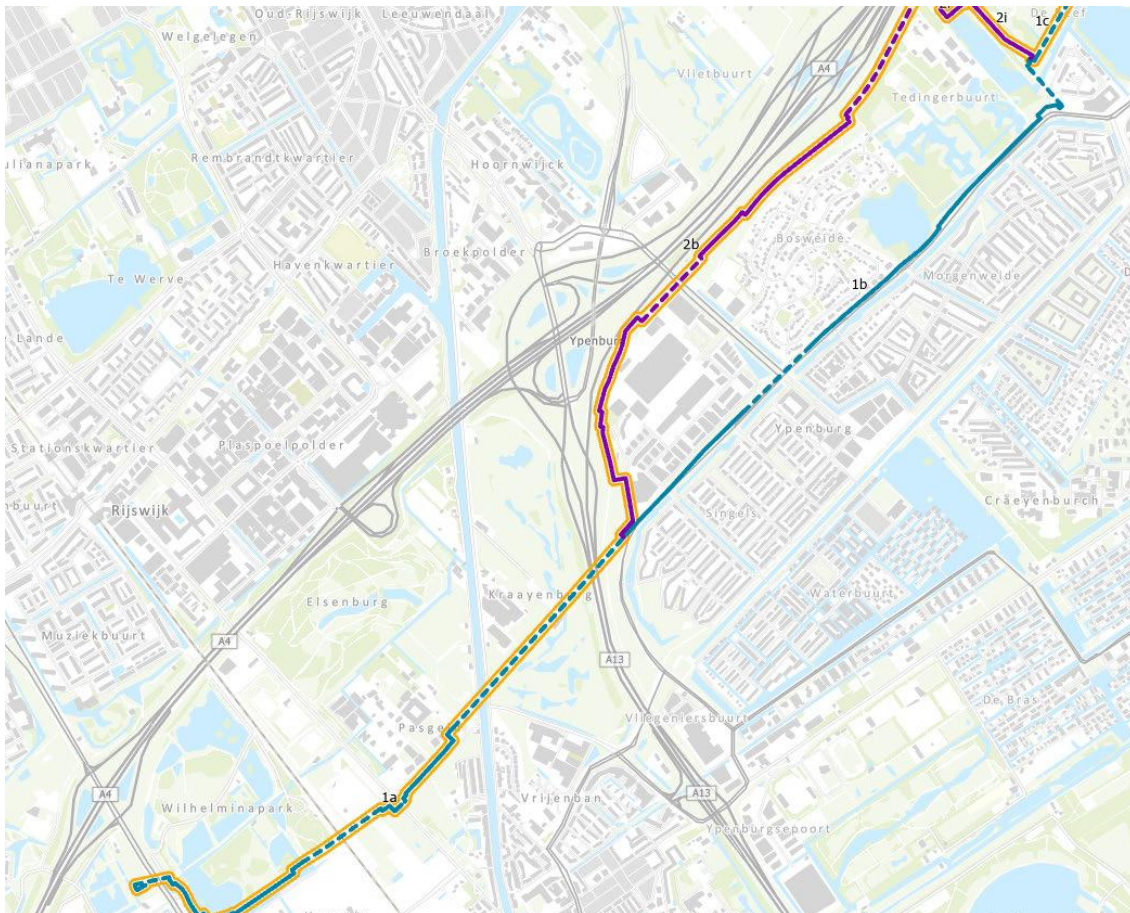 Oud-Rijswijk
Leeuwendaal
2i
1c
Welgelegen
Vlietbuurt
A4
Tedingerbuurt
Rembrandtkwartier
Hoornwijck
Broekpolder
2b
Bosweide
Te Werve
Havenkwartier
Morgenweide
1b
Lande
Ypenburg
Stationskwartier
Plaspoelpolder
Ypenburg
Craeyenburch
Rijswijk
Singels
Elsenburg
Kraayenburg
Waterbuurt
Muziekbuurt
A4
A13
De Bras
Vliegeniersbuurt
A4
1a
Vrijenban
A13
Wilhelminapark
Ypenburgsepoort